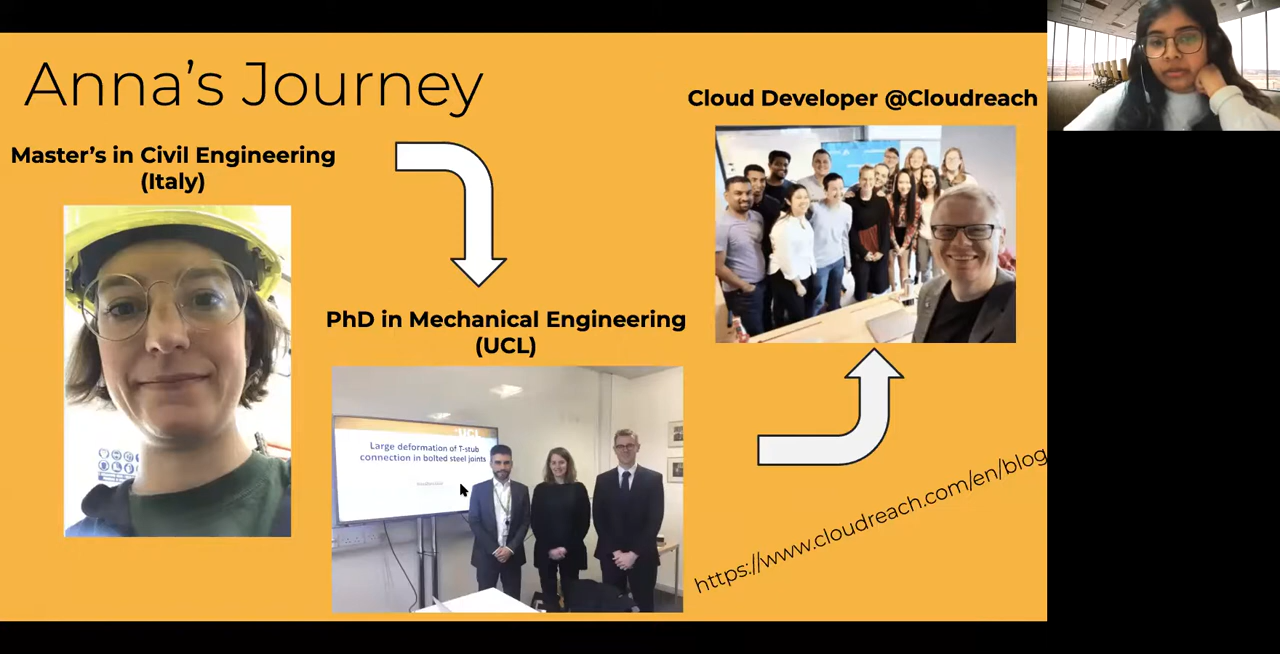 Anna's Journey
Master's in Civil Engineering
(Italy)
PhD in Mechanical Engineering
(UCL)
UCL
Large deformation of T-stub
connection in bolted steel joints
Cloud Developer @Cloudreach
https://www.cloudreach.com/en/blog